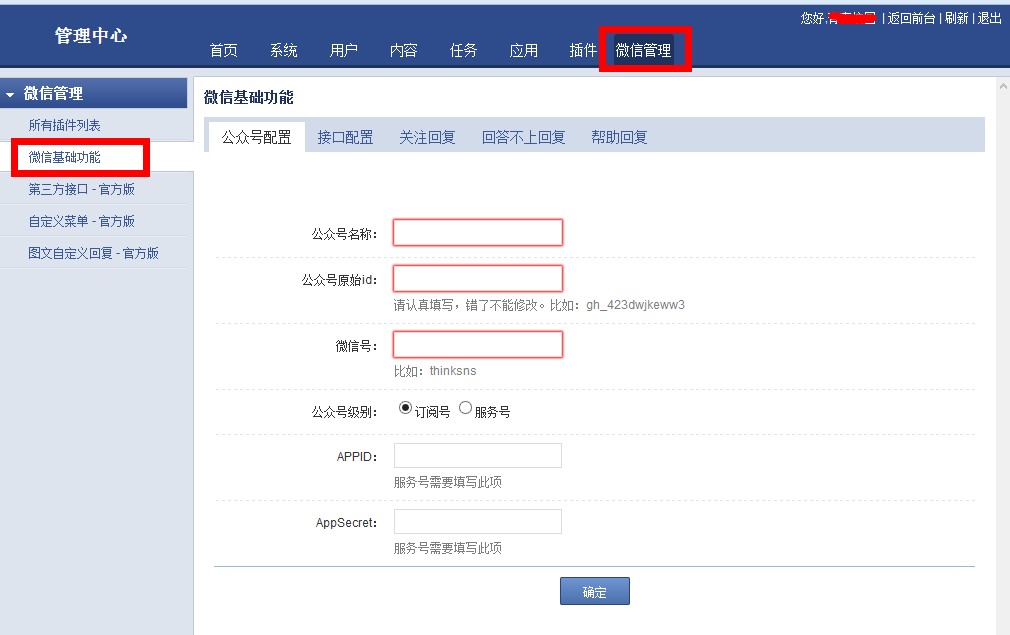 您好,
| 返回前台 | 刷新 | 退出
管理中心
首页 系统 用户 内容 任务 应用 插件 微信管理
微信管理
所有插件列表
微信基础功能
第三方接口 - 官方版
自定义菜单 - 官方版
图文自定义回复 - 官方版
微信基础功能
公众号配置 接口配置 关注回复 回答不上回复 帮助回复
公众号名称：
公众号原始id：
请认真填写，错了不能修改。比如：gh_423dwjkeww3
微信号：
比如：thinksns
公众号级别： 订阅号 服务号
APPID：
服务号需要填写此项
AppSecret：
服务号需要填写此项
确定